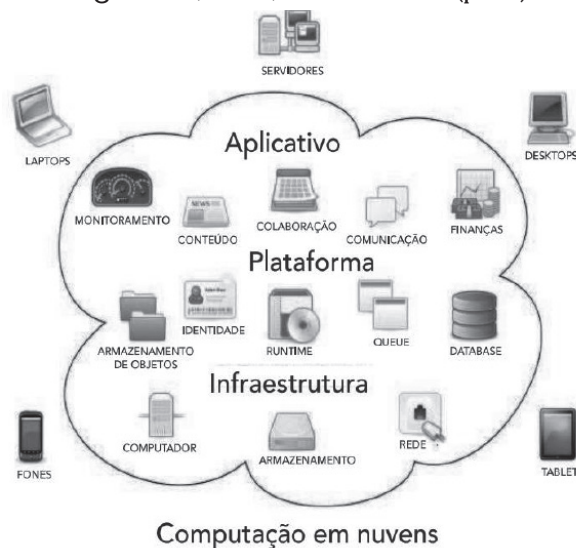 SERVIDORES
LAPTOPS
DESKTOPS
Aplicativo
MONITORAMENTO
CONTEÚDO
COLABORAÇÃO
COMUNICAÇÃO
FINANÇAS
Plataforma
ARMAZENAMENTO
DE OBJETOS
IDENTIDADE
RUNTIME
QUEUE
DATABASE
Infraestrutura
COMPUTADOR
ARMAZENAMENTO
REDE
FONES
TABLET
Computação em nuvens